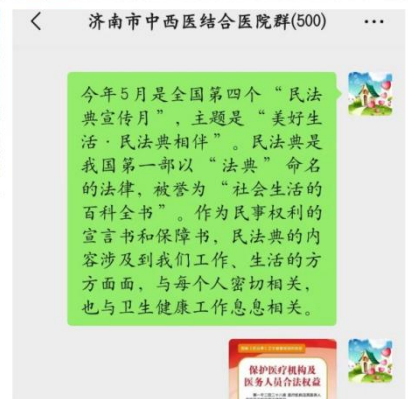 济南市中西医结合医院群(500)
今年5月是全国第四个“民法
典宣传月”，主题是“美好生
活·民法典相伴”。民法典是
我国第一部以“法典”命名
的法律，被誉为“社会生活的
百科全书”。作为民事权利的
宣言书和保障书，民法典的内
容涉及到我们工作、生活的方
方面面，与每个人密切相关，
也与卫生健康工作息息相关。
保护医疗机构及
医务人员合法权益